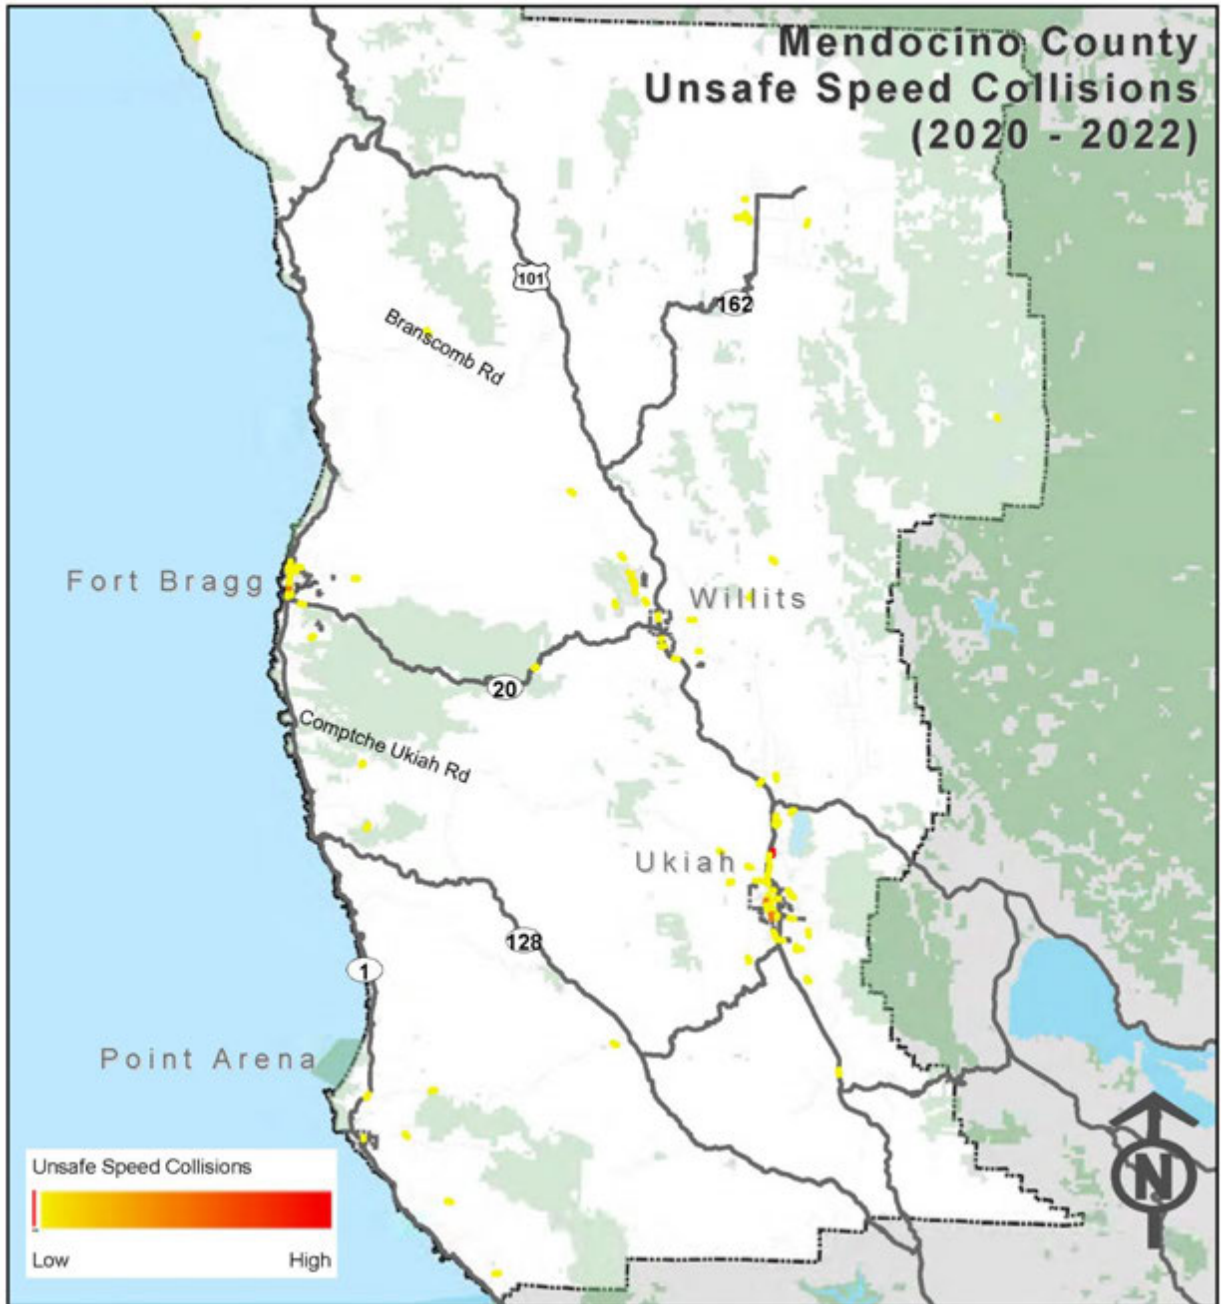 Mendocino County
Unsafe Speed Collisions
(2020 - 2022)
101
162
Branscomb Rd
Fort Bragg
Willits
20
Comptche Ukiah Rd
Ukiah
128
1
Point Arena
Unsafe Speed Collisions
Low
High
N